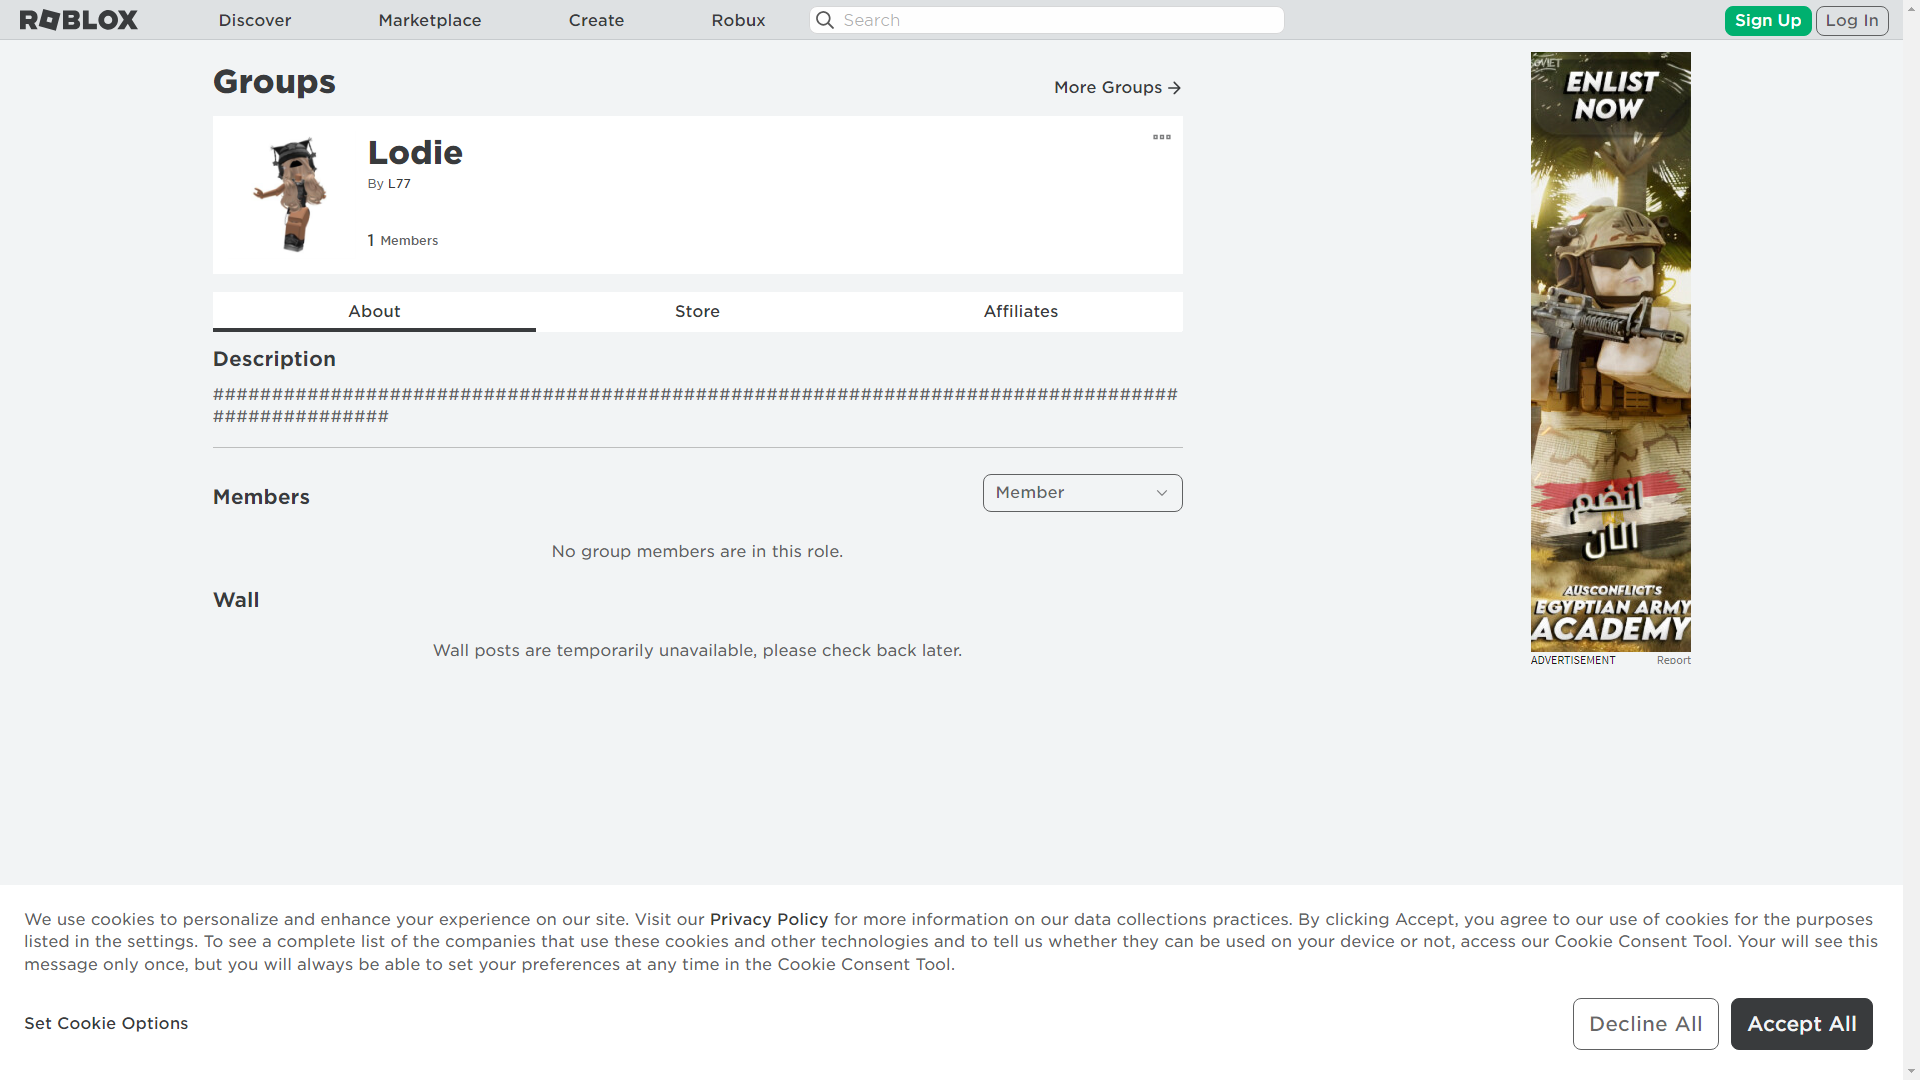 ROBLOX Discover Marketplace Create Robux Search Sign Up Log In
Groups
More Groups
Lodie
By L77
1 Members
About Store Affiliates
Description
##################################################################################
###############
Members
Member
No group members are in this role.
Wall
Wall posts are temporarily unavailable, please check back later.
SOVIET
ENLIST
NOW
انضم
الآن
AUSCONFLICT'S
EGYPTIAN ARMY
ACADEMY
ADVERTISEMENT Report
We use cookies to personalize and enhance your experience on our site. Visit our Privacy Policy for more information on our data collections practices. By clicking Accept, you agree to our use of cookies for the purposes
listed in the settings. To see a complete list of the companies that use these cookies and other technologies and to tell us whether they can be used on your device or not, access our Cookie Consent Tool. Your will see this
message only once, but you will always be able to set your preferences at any time in the Cookie Consent Tool.
Set Cookie Options
Decline All Accept All